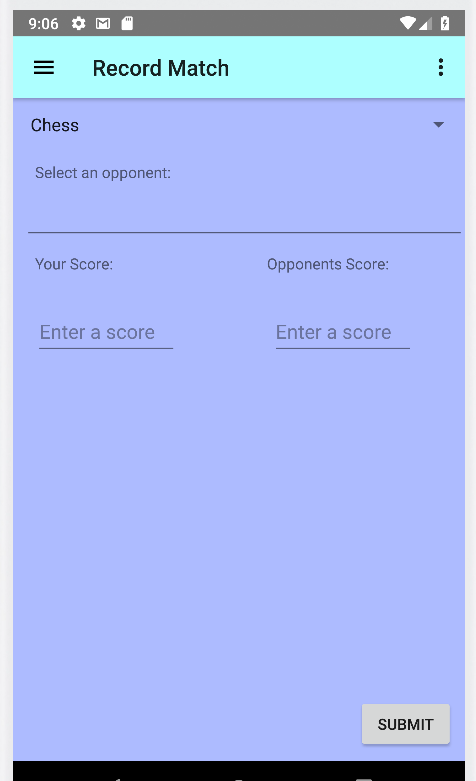 9:06
Record Match
Chess
Select an opponent:
Your Score: Opponents Score:
Enter a score Enter a score
SUBMIT